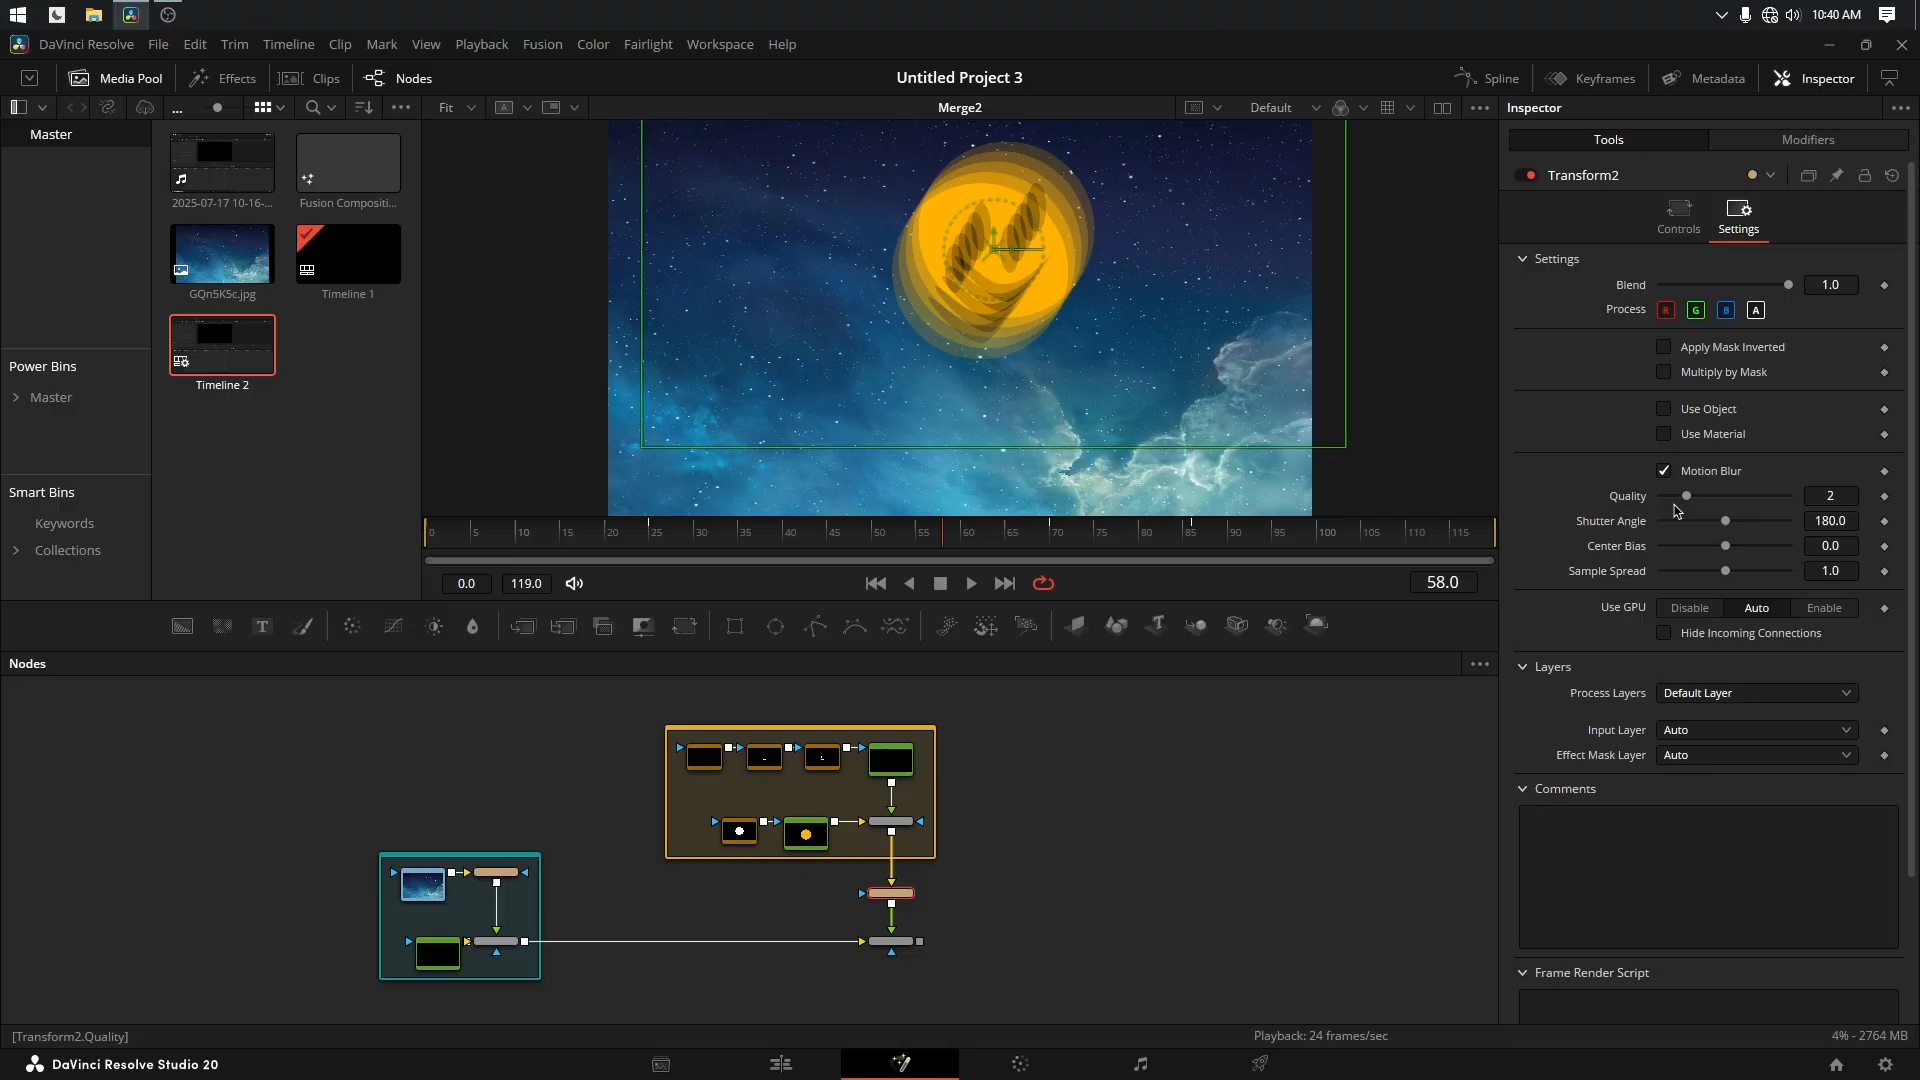 10:40 AM
DaVinci Resolve File Edit Trim Timeline Clip Mark View Playback Fusion Color Fairlight Workspace Help
Media Pool Effects Clips Nodes Untitled Project 3 Spline Keyframes Metadata Inspector
... Fit A Merge2 Default Inspector
Master
Tools Modifiers
Transform2
2025-07-17 10-16-... Fusion Compositi...
Controls Settings
Settings
Blend 1.0
GQn5K5c.jpg Timeline 1
Process R G B A
Apply Mask Inverted
Power Bins
Multiply by Mask
Timeline 2
Master
Use Object
Use Material
Motion Blur
Smart Bins
Quality 2
Keywords
Shutter Angle 180.0
0 5 10 15 20 25 30 35 40 45 50 55 60 65 70 75 80 85 90 95 100 105 110 115
Collections
Center Bias 0.0
Sample Spread 1.0
0.0 119.0 58.0
Use GPU Disable Auto Enable
Hide Incoming Connections
Nodes
Layers
Process Layers Default Layer
Input Layer Auto
Effect Mask Layer Auto
Comments
Frame Render Script
[Transform2.Quality] Playback: 24 frames/sec 4% - 2764 MB
DaVinci Resolve Studio 20